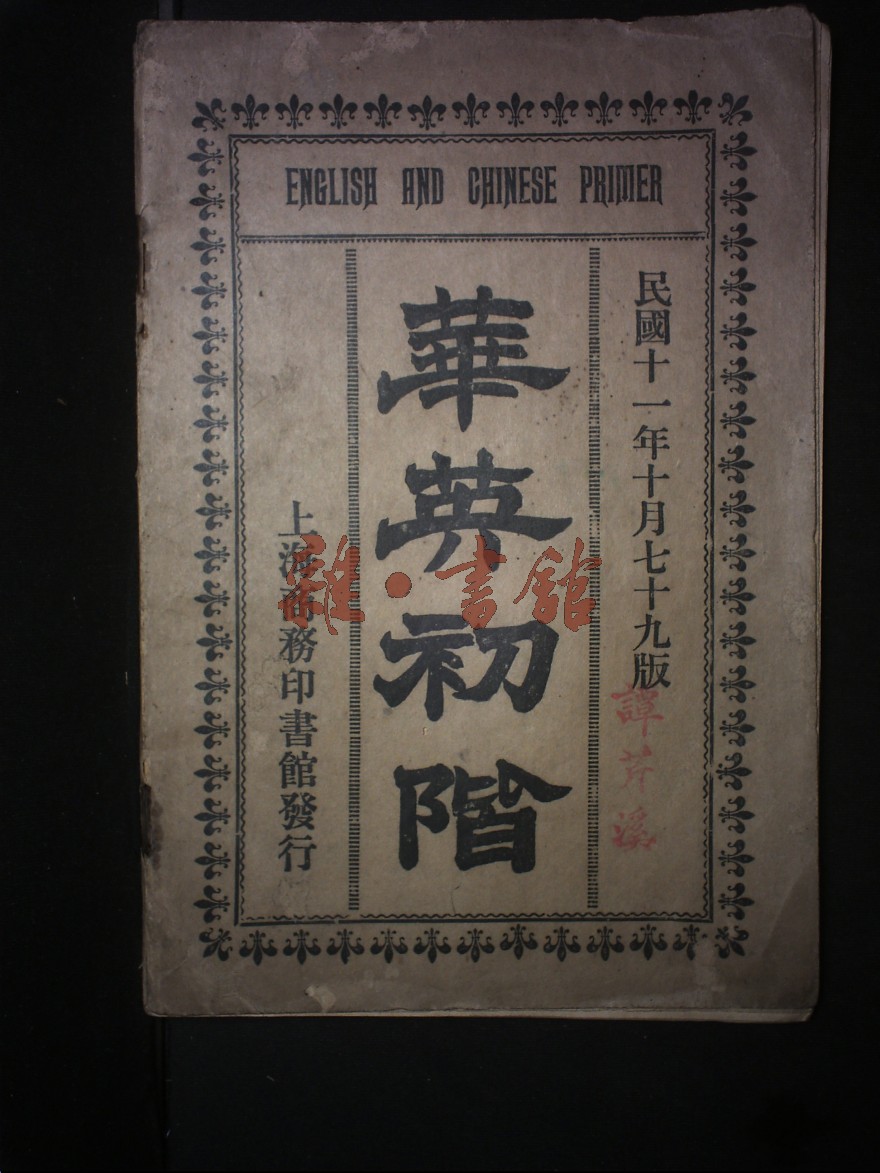 ENGLISH AND CHINESE PRIMER
民國十一年十月七十九版
華英初階
上海商務印書館發行
譚芹溪
雜·書館